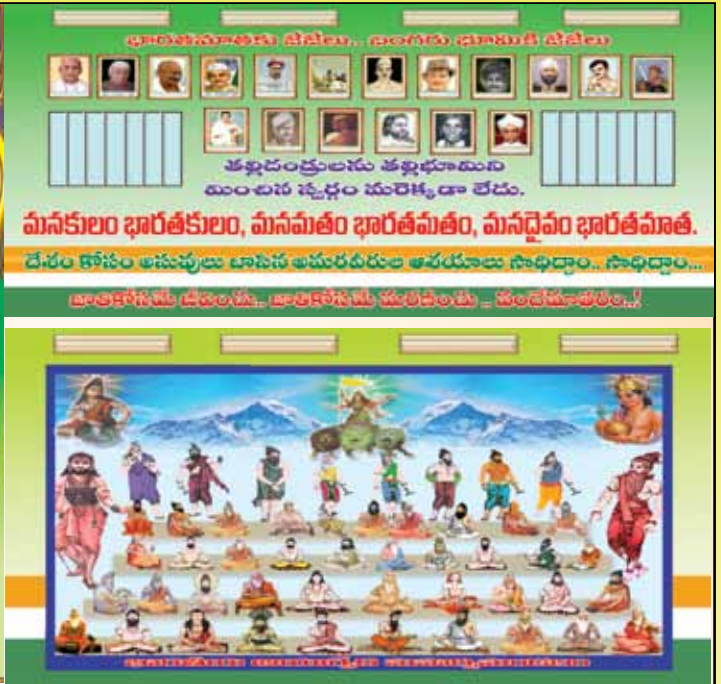 భారతమాతకు జేజేలు.. బంగరు భూమికి జేజేలు
తల్లిదండ్రులను తల్లిభూమిని
మించిన స్వర్గం మరెక్కడా లేదు.
మనకులం భారతకులం, మనమతం భారతమతం, మనదైవం భారతమాత.
దేశం కోసం అసువులు బాసిన అమరవీరుల ఆశయాలు సాధిద్దాం.. సాధిద్దాం...
జాతికోసమే జీవించు.. జాతికోసమే మరణించు .. వందేమాతరం..!